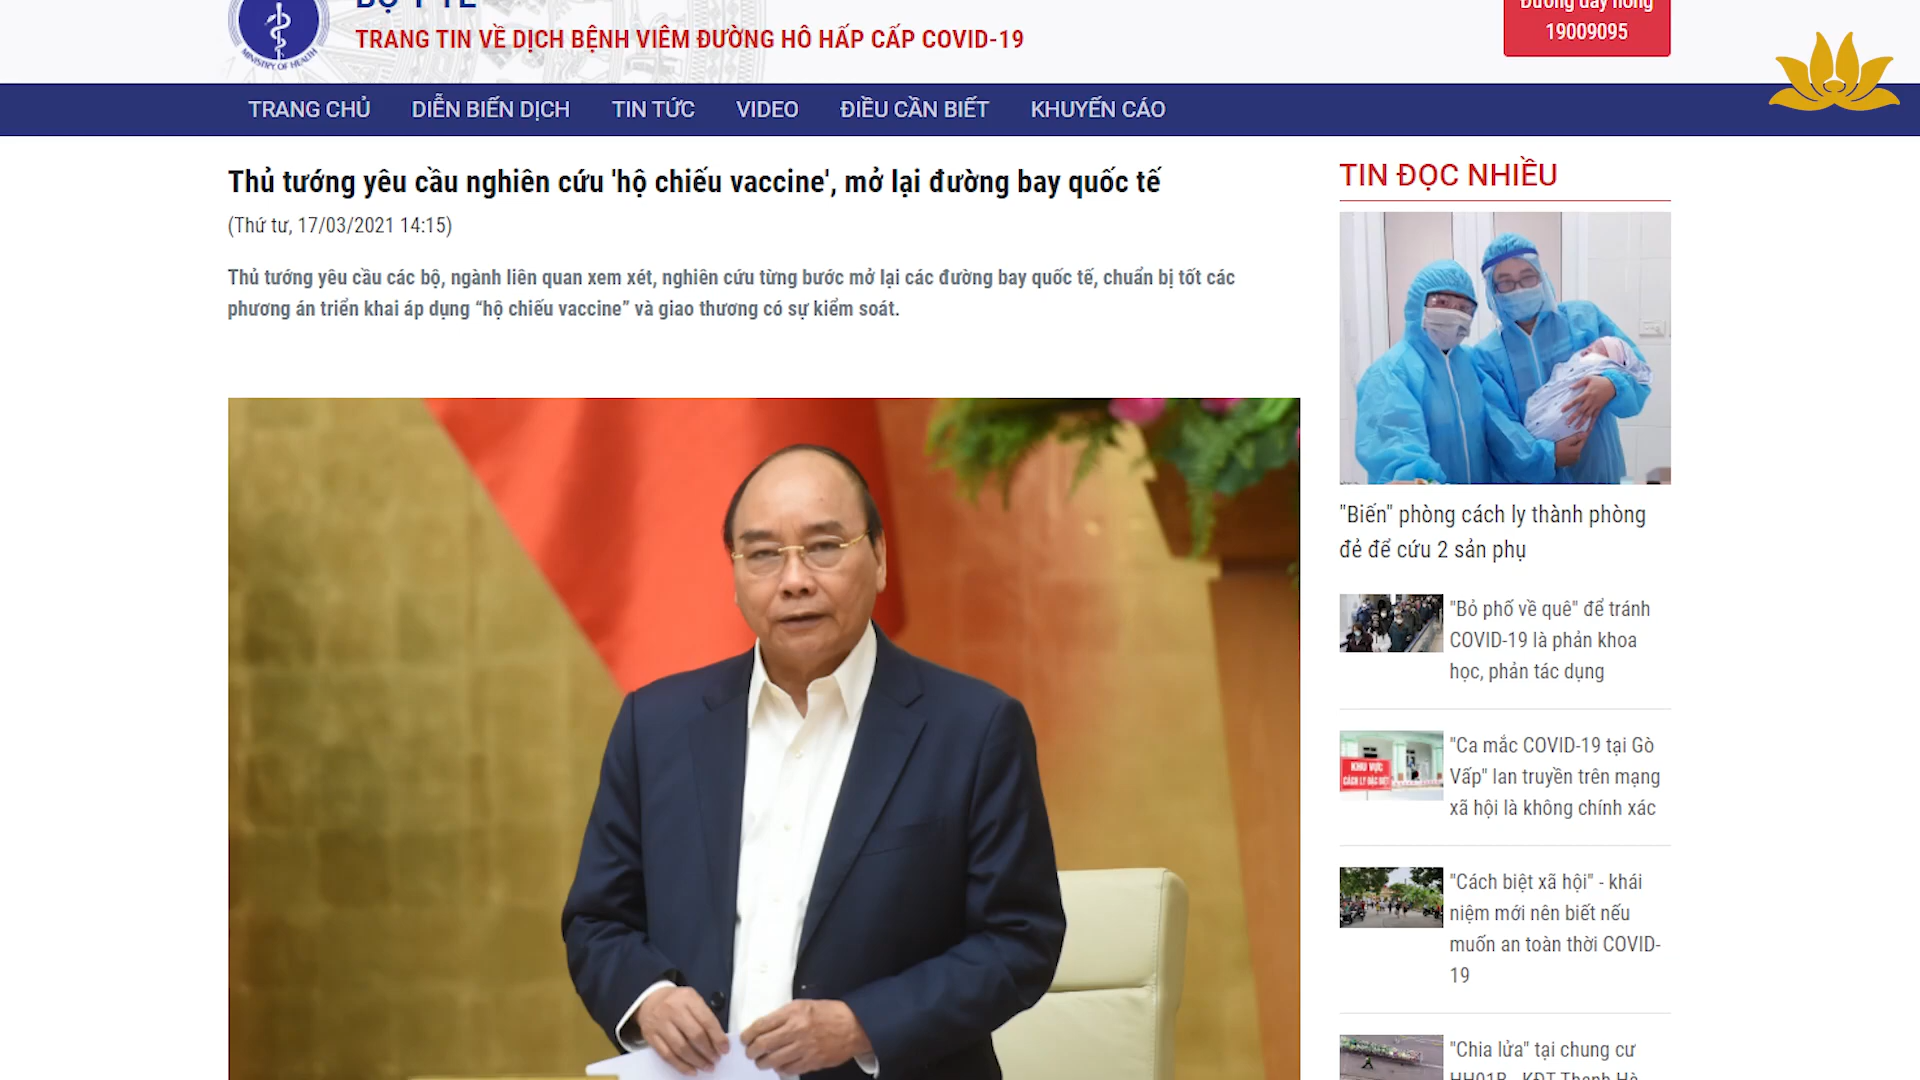 BỘ Y TẾ
TRANG TIN VỀ DỊCH BỆNH VIÊM ĐƯỜNG HÔ HẤP CẤP COVID-19
MINISTRY OF HEALTH
Đường dây nóng
19009095
TRANG CHỦ DIỄN BIẾN DỊCH TIN TỨC VIDEO ĐIỀU CẦN BIẾT KHUYẾN CÁO
Thủ tướng yêu cầu nghiên cứu 'hộ chiếu vaccine', mở lại đường bay quốc tế
(Thứ tư, 17/03/2021 14:15)
Thủ tướng yêu cầu các bộ, ngành liên quan xem xét, nghiên cứu từng bước mở lại các đường bay quốc tế, chuẩn bị tốt các
phương án triển khai áp dụng “hộ chiếu vaccine” và giao thương có sự kiểm soát.
TIN ĐỌC NHIỀU
"Biến" phòng cách ly thành phòng
đẻ để cứu 2 sản phụ
"Bỏ phố về quê" để tránh
COVID-19 là phản khoa
học, phản tác dụng
KHU VỰC
CÁCH LY ĐẶC BIỆT
"Ca mắc COVID-19 tại Gò
Vấp" lan truyền trên mạng
xã hội là không chính xác
"Cách biệt xã hội" - khái
niệm mới nên biết nếu
muốn an toàn thời COVID-
19
"Chia lửa" tại chung cư
HH01B - KĐT Thanh Hà